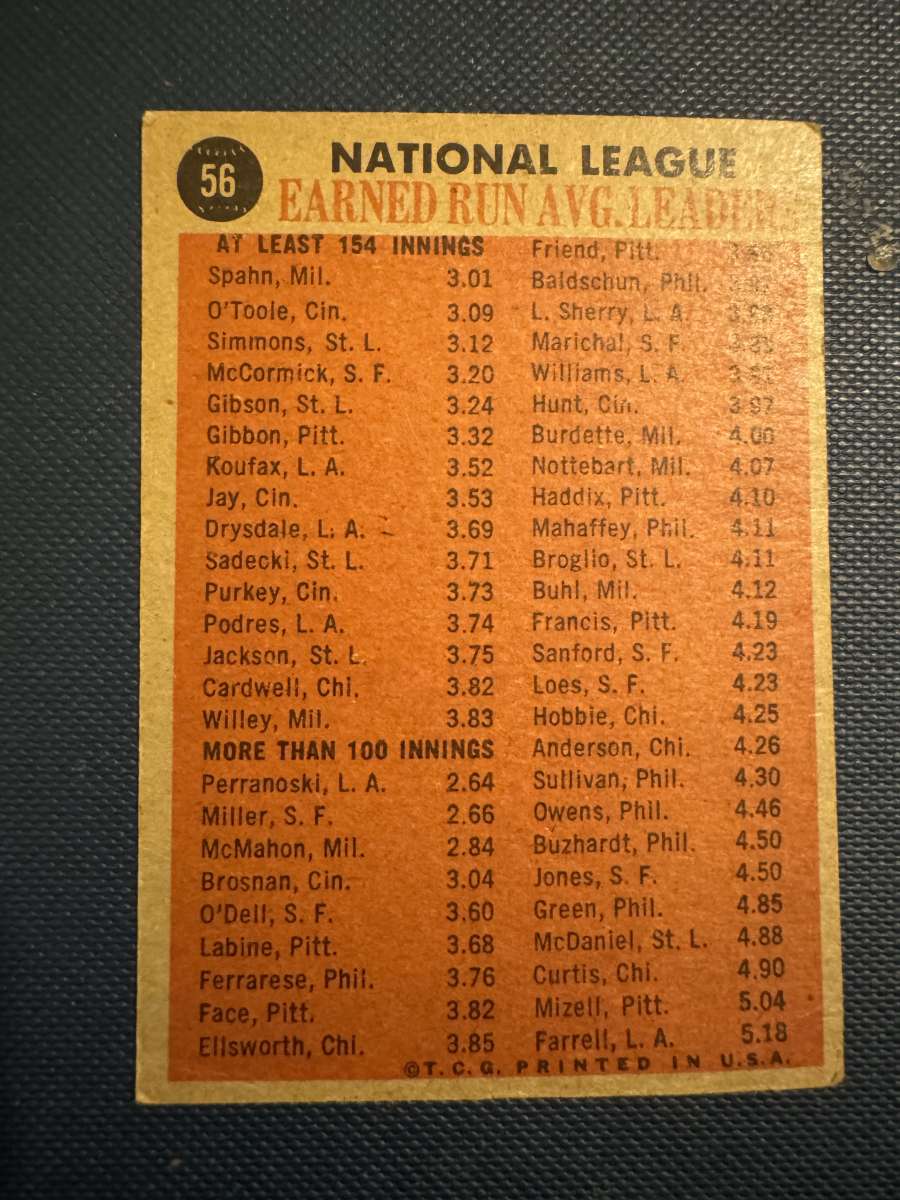 56
NATIONAL LEAGUE
EARNED RUN AVG. LEADERS
AT LEAST 154 INNINGS
Spahn, Mil. 3.01
O'Toole, Cin. 3.09
Simmons, St. L. 3.12
McCormick, S. F. 3.20
Gibson, St. L. 3.24
Gibbon, Pitt. 3.32
Koufax, L. A. 3.52
Jay, Cin. 3.53
Drysdale, L. A. 3.69
Sadecki, St. L. 3.71
Purkey, Cin. 3.73
Podres, L. A. 3.74
Jackson, St. L. 3.75
Cardwell, Chi. 3.82
Willey, Mil. 3.83
MORE THAN 100 INNINGS
Perranoski, L. A. 2.64
Miller, S. F. 2.66
McMahon, Mil. 2.84
Brosnan, Cin. 3.04
O'Dell, S. F. 3.60
Labine, Pitt. 3.68
Ferrarese, Phil. 3.76
Face, Pitt. 3.82
Ellsworth, Chi. 3.85
Friend, Pitt.
Baldschun, Phil.
L. Sherry, L. A.
Marichal, S. F.
Williams, L. A.
Hunt, Cin. 3.97
Burdette, Mil. 4.00
Nottebart, Mil. 4.07
Haddix, Pitt. 4.10
Mahaffey, Phil. 4.11
Broglio, St. L. 4.11
Buhl, Mil. 4.12
Francis, Pitt. 4.19
Sanford, S. F. 4.23
Loes, S. F. 4.23
Hobbie, Chi. 4.25
Anderson, Chi. 4.26
Sullivan, Phil. 4.30
Owens, Phil. 4.46
Buzhardt, Phil. 4.50
Jones, S. F. 4.50
Green, Phil. 4.85
McDaniel, St. L. 4.88
Curtis, Chi. 4.90
Mizell, Pitt. 5.04
Farrell, L. A. 5.18
©T. C. G. PRINTED IN U.S.A.